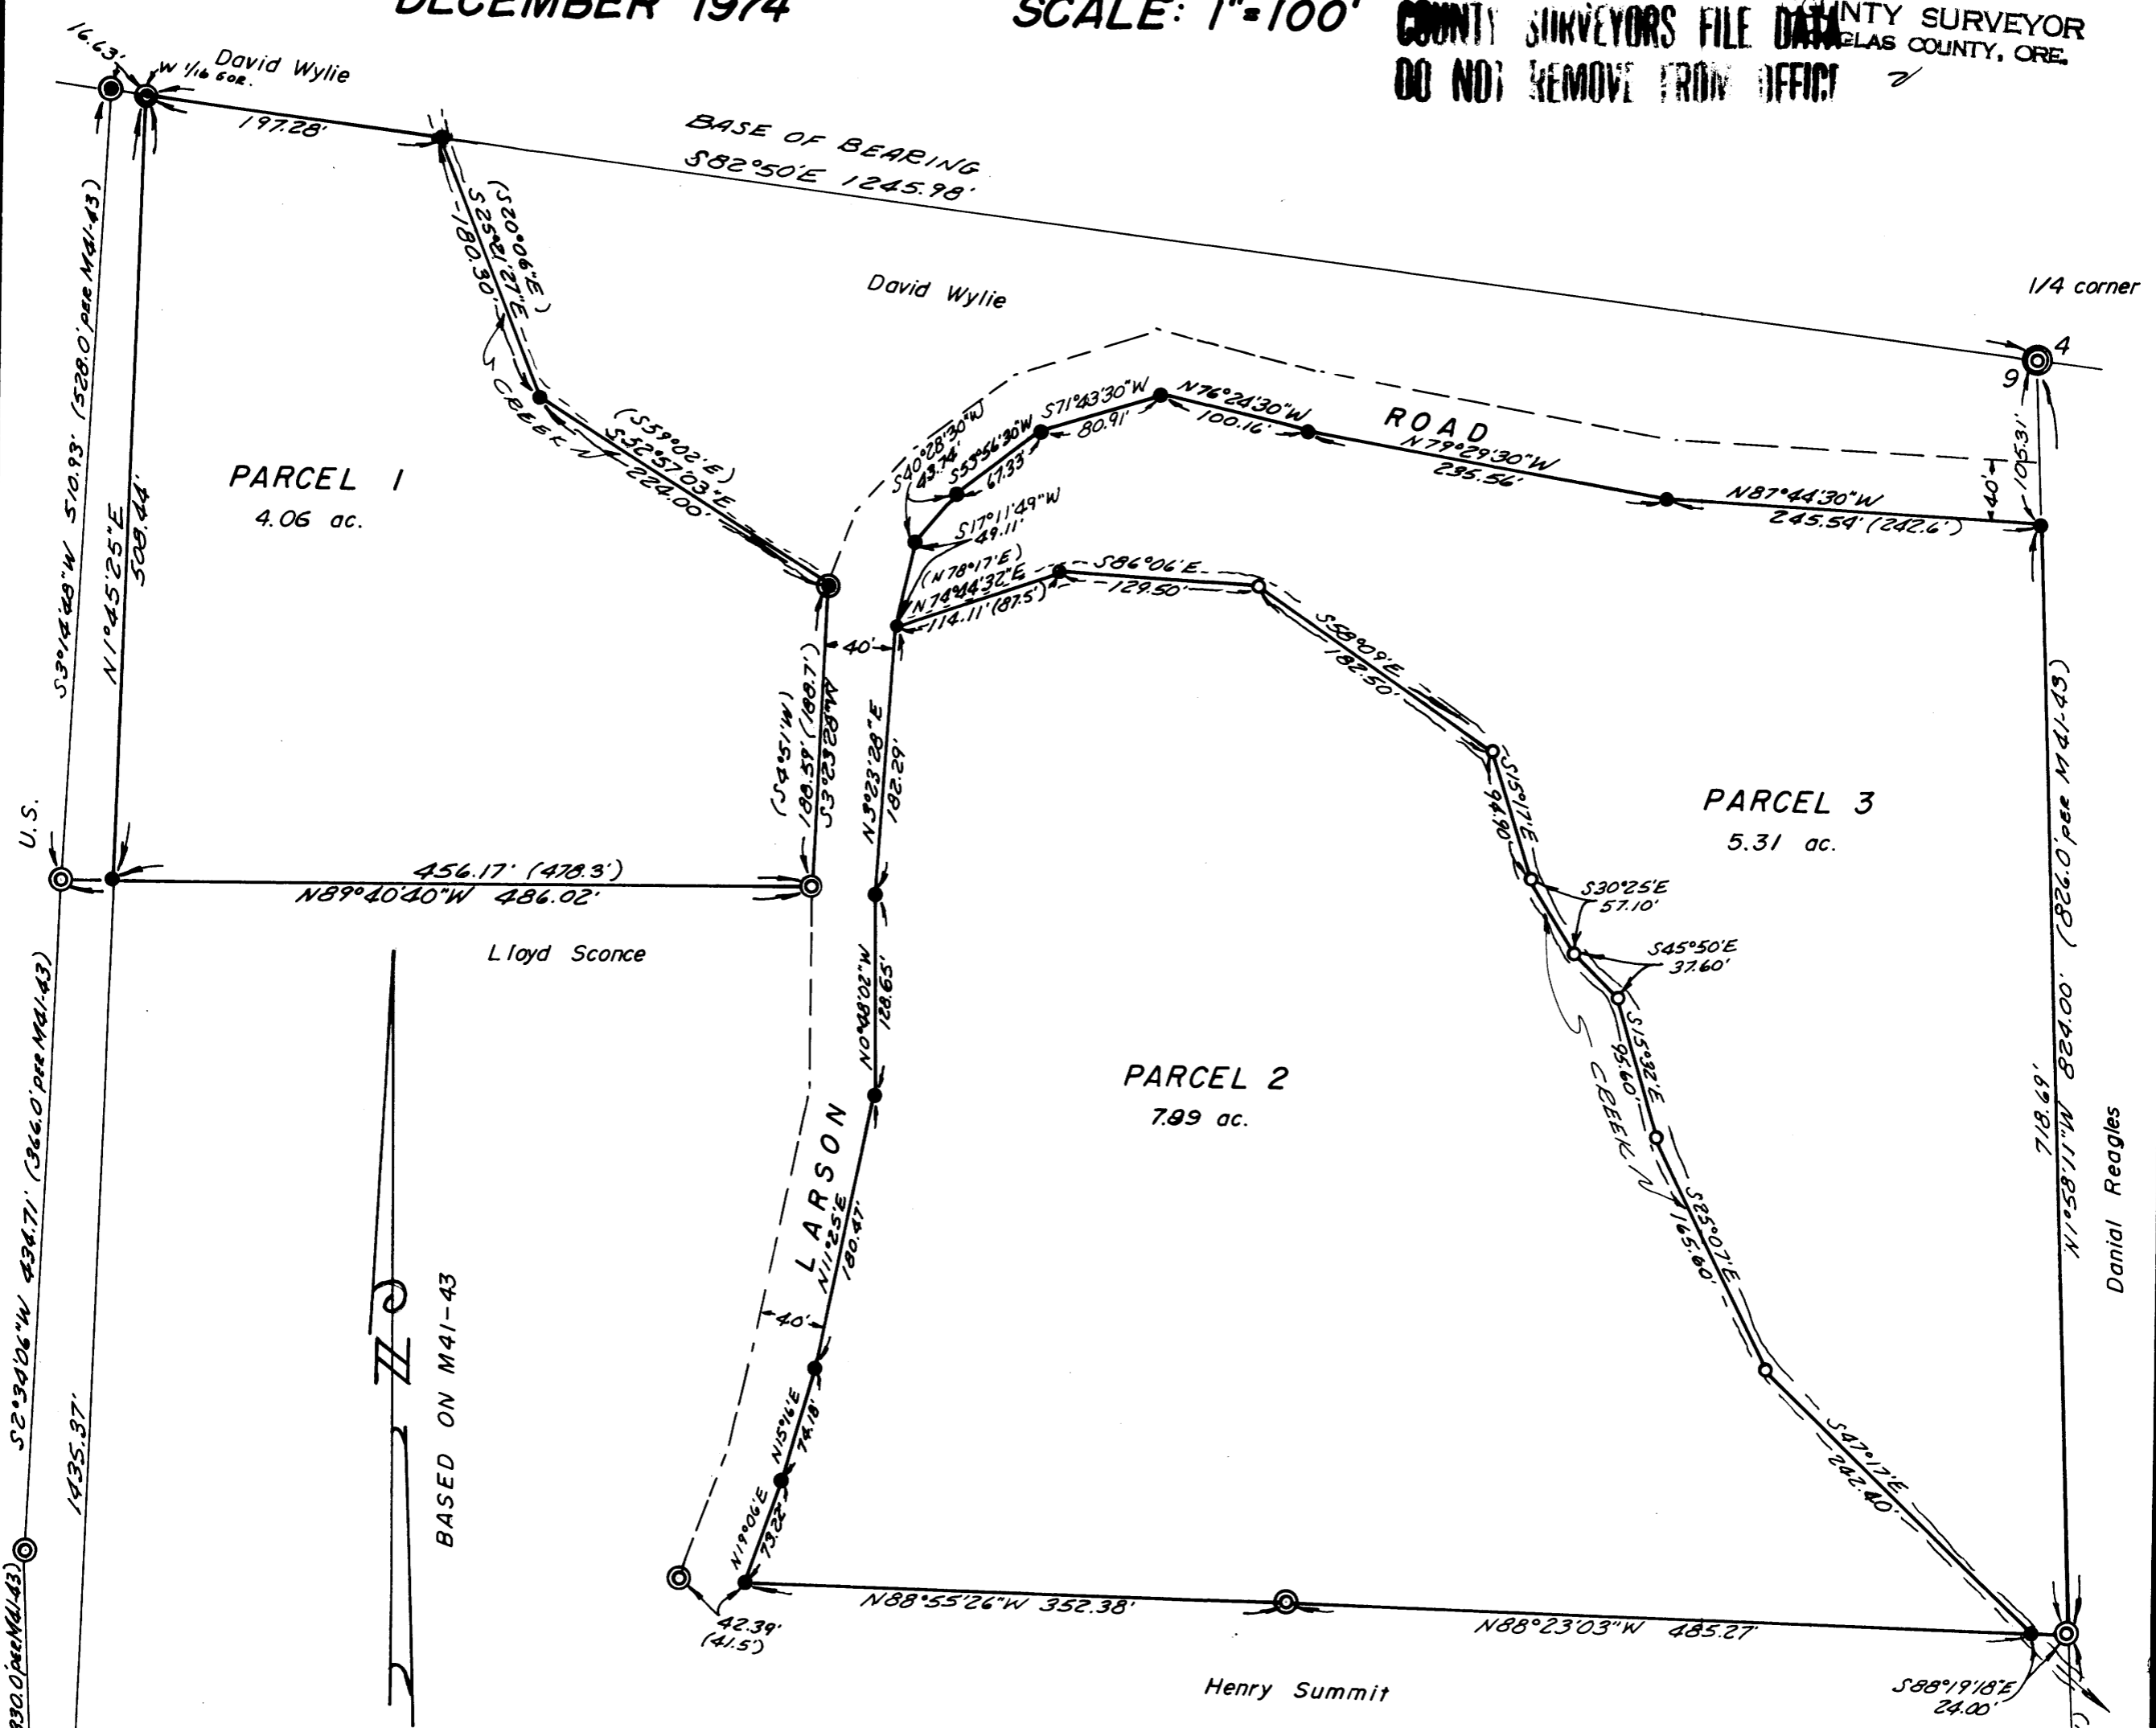 DECEMBER 1974
SCALE: 1"=100'
COUNTY SURVEYORS FILE DATA
DO NOT REMOVE FROM OFFICE
COUNTY SURVEYOR
DOUGLAS COUNTY, ORE.
16.63'
W 1/16 COR.
David Wylie
197.28'
BASE OF BEARING
S82°50'E 1245.98'
1/4 corner
4
9
David Wylie
(S20°09'E)
S25°21'27"E
180.30'
CREEK
(S59°02'E)
S52°57'03"E
224.00'
PARCEL 1
4.06 ac.
S3°14'48"W 510.93' (528.0' PER M41-43)
N1°45'25"E
508.44'
S40°28'30"W
43.74'
S53°56'30"W
67.33'
S71°43'30"W
80.91'
N76°24'30"W
100.16'
ROAD
N79°29'30"W
235.56'
N87°44'30"W
245.54' (242.6')
40'
105.31'
S17°11'49"W
49.11'
(N78°17'E)
N74°44'32"E
114.11' (87.5')
S86°06'E
129.50'
40'
S58°09'E
182.50'
(S4°51'W)
188.59' (188.7')
S3°23'28"W
N3°23'28"E
182.29'
S15°17'E
94.90'
PARCEL 3
5.31 ac.
U.S.
456.17' (478.3')
N89°40'40"W 486.02'
Lloyd Sconce
S30°25'E
57.10'
S45°50'E
37.60'
N0°48'02"W
128.65'
PARCEL 2
7.89 ac.
S15°32'E
95.60'
CREEK
LARSON
N11°25'E
180.47'
40'
S25°07'E
165.60'
718.69'
N1°58'11"W 824.00' (826.0' PER M41-43)
Danial Reagles
S2°34'06"W 434.71' (366.0' PER M41-43)
1435.37'
N
BASED ON M41-43
N15°16'E
74.18'
N19°06'E
73.22'
S47°17'E
242.40'
42.39'
(41.5')
N88°55'26"W 352.38'
N88°23'03"W 485.27'
Henry Summit
S88°19'18"E
24.00'
330.0' PER M41-43)